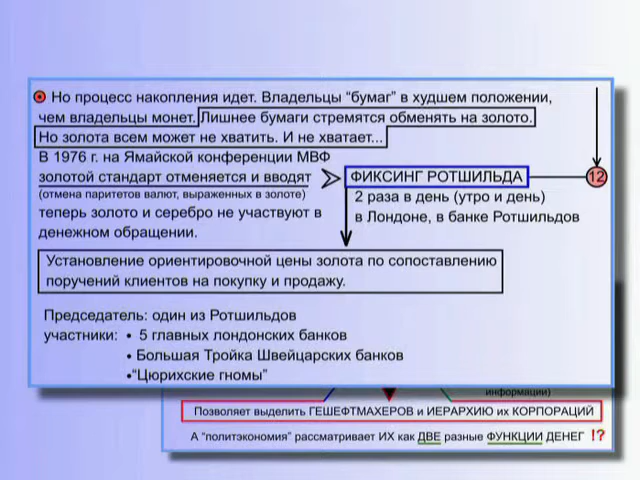 Но процесс накопления идет. Владельцы “бумаг” в худшем положении,
чем владельцы монет. Лишнее бумаги стремятся обменять на золото.
Но золота всем может не хватить. И не хватает...
В 1976 г. на Ямайской конференции МВФ
золотой стандарт отменяется и вводят ФИКСИНГ РОТШИЛЬДА 12
(отмена паритетов валют, выраженных в золоте)
2 раза в день (утро и день)
теперь золото и серебро не участвуют в
в Лондоне, в банке Ротшильдов
денежном обращении.
Установление ориентировочной цены золота по сопоставлению
поручений клиентов на покупку и продажу.
Председатель: один из Ротшильдов
участники: • 5 главных лондонских банков
• Большая Тройка Швейцарских банков
•“Цюрихские гномы”
информации)
Позволяет выделить ГЕШЕФТМАХЕРОВ и ИЕРАРХИЮ их КОРПОРАЦИЙ
А “политэкономия” рассматривает ИХ как ДВЕ разные ФУНКЦИИ ДЕНЕГ !?